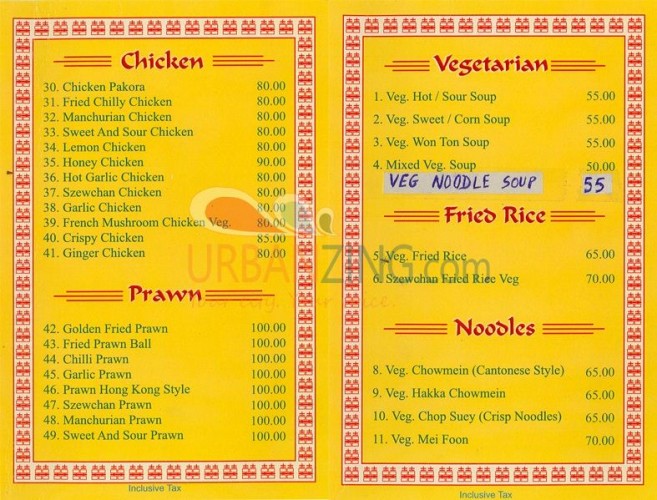 Chicken
30. Chicken Pakora 80.00
31. Fried Chilly Chicken 80.00
32. Manchurian Chicken 80.00
33. Sweet And Sour Chicken 80.00
34. Lemon Chicken 80.00
35. Honey Chicken 90.00
36. Hot Garlic Chicken 80.00
37. Szewchan Chicken 80.00
38. Garlic Chicken 80.00
39. French Mushroom Chicken Veg. 80.00
40. Crispy Chicken 85.00
41. Ginger Chicken 80.00
Prawn
42. Golden Fried Prawn 100.00
43. Fried Prawn Ball 100.00
44. Chilli Prawn 100.00
45. Garlic Prawn 100.00
46. Prawn Hong Kong Style 100.00
47. Szewchan Prawn 100.00
48. Manchurian Prawn 100.00
49. Sweet And Sour Prawn 100.00
Inclusive Tax
Vegetarian
1. Veg. Hot / Sour Soup 55.00
2. Veg. Sweet / Corn Soup 55.00
3. Veg. Won Ton Soup 55.00
4. Mixed Veg. Soup 50.00
VEG NOODLE SOUP 55
Fried Rice
5. Veg. Fried Rice 65.00
6. Szewchan Fried Rice Veg 70.00
Noodles
8. Veg. Chowmein (Cantonese Style) 65.00
9. Veg. Hakka Chowmein 65.00
10. Veg. Chop Suey (Crisp Noodles) 65.00
11. Veg. Mei Foon 70.00
Inclusive Tax
URBANZING.com